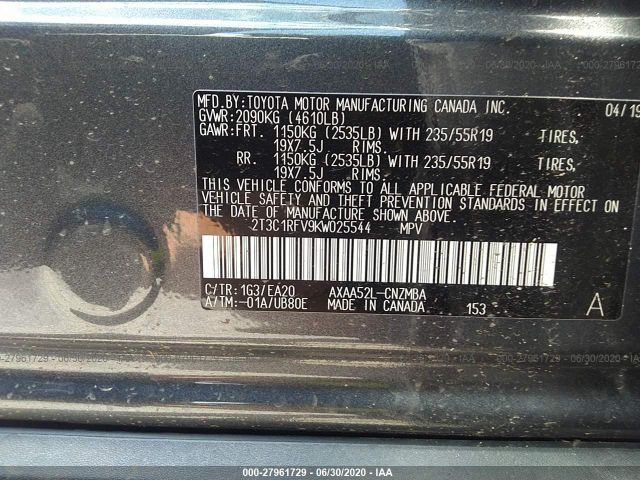 MFD.BY:TOYOTA MOTOR MANUFACTURING CANADA INC. 04/19
GVWR:2090KG (4610LB)
GAWR:FRT. 1150KG (2535LB) WITH 235/55R19 TIRES,
19X7.5J RIMS.
RR. 1150KG (2535LB) WITH 235/55R19 TIRES,
19X7.5J RIMS.
THIS VEHICLE CONFORMS TO ALL APPLICABLE FEDERAL MOTOR
VEHICLE SAFETY AND THEFT PREVENTION STANDARDS IN EFFECT ON
THE DATE OF MANUFACTURE SHOWN ABOVE.
2T3C1RFV9KW025544 MPV
C/TR:1G3/EA20 AXAA52L-CNZMBA
A/TM:-01A/UB80E MADE IN CANADA 153 A
000-27961729 - 06/30/2020 - IAA